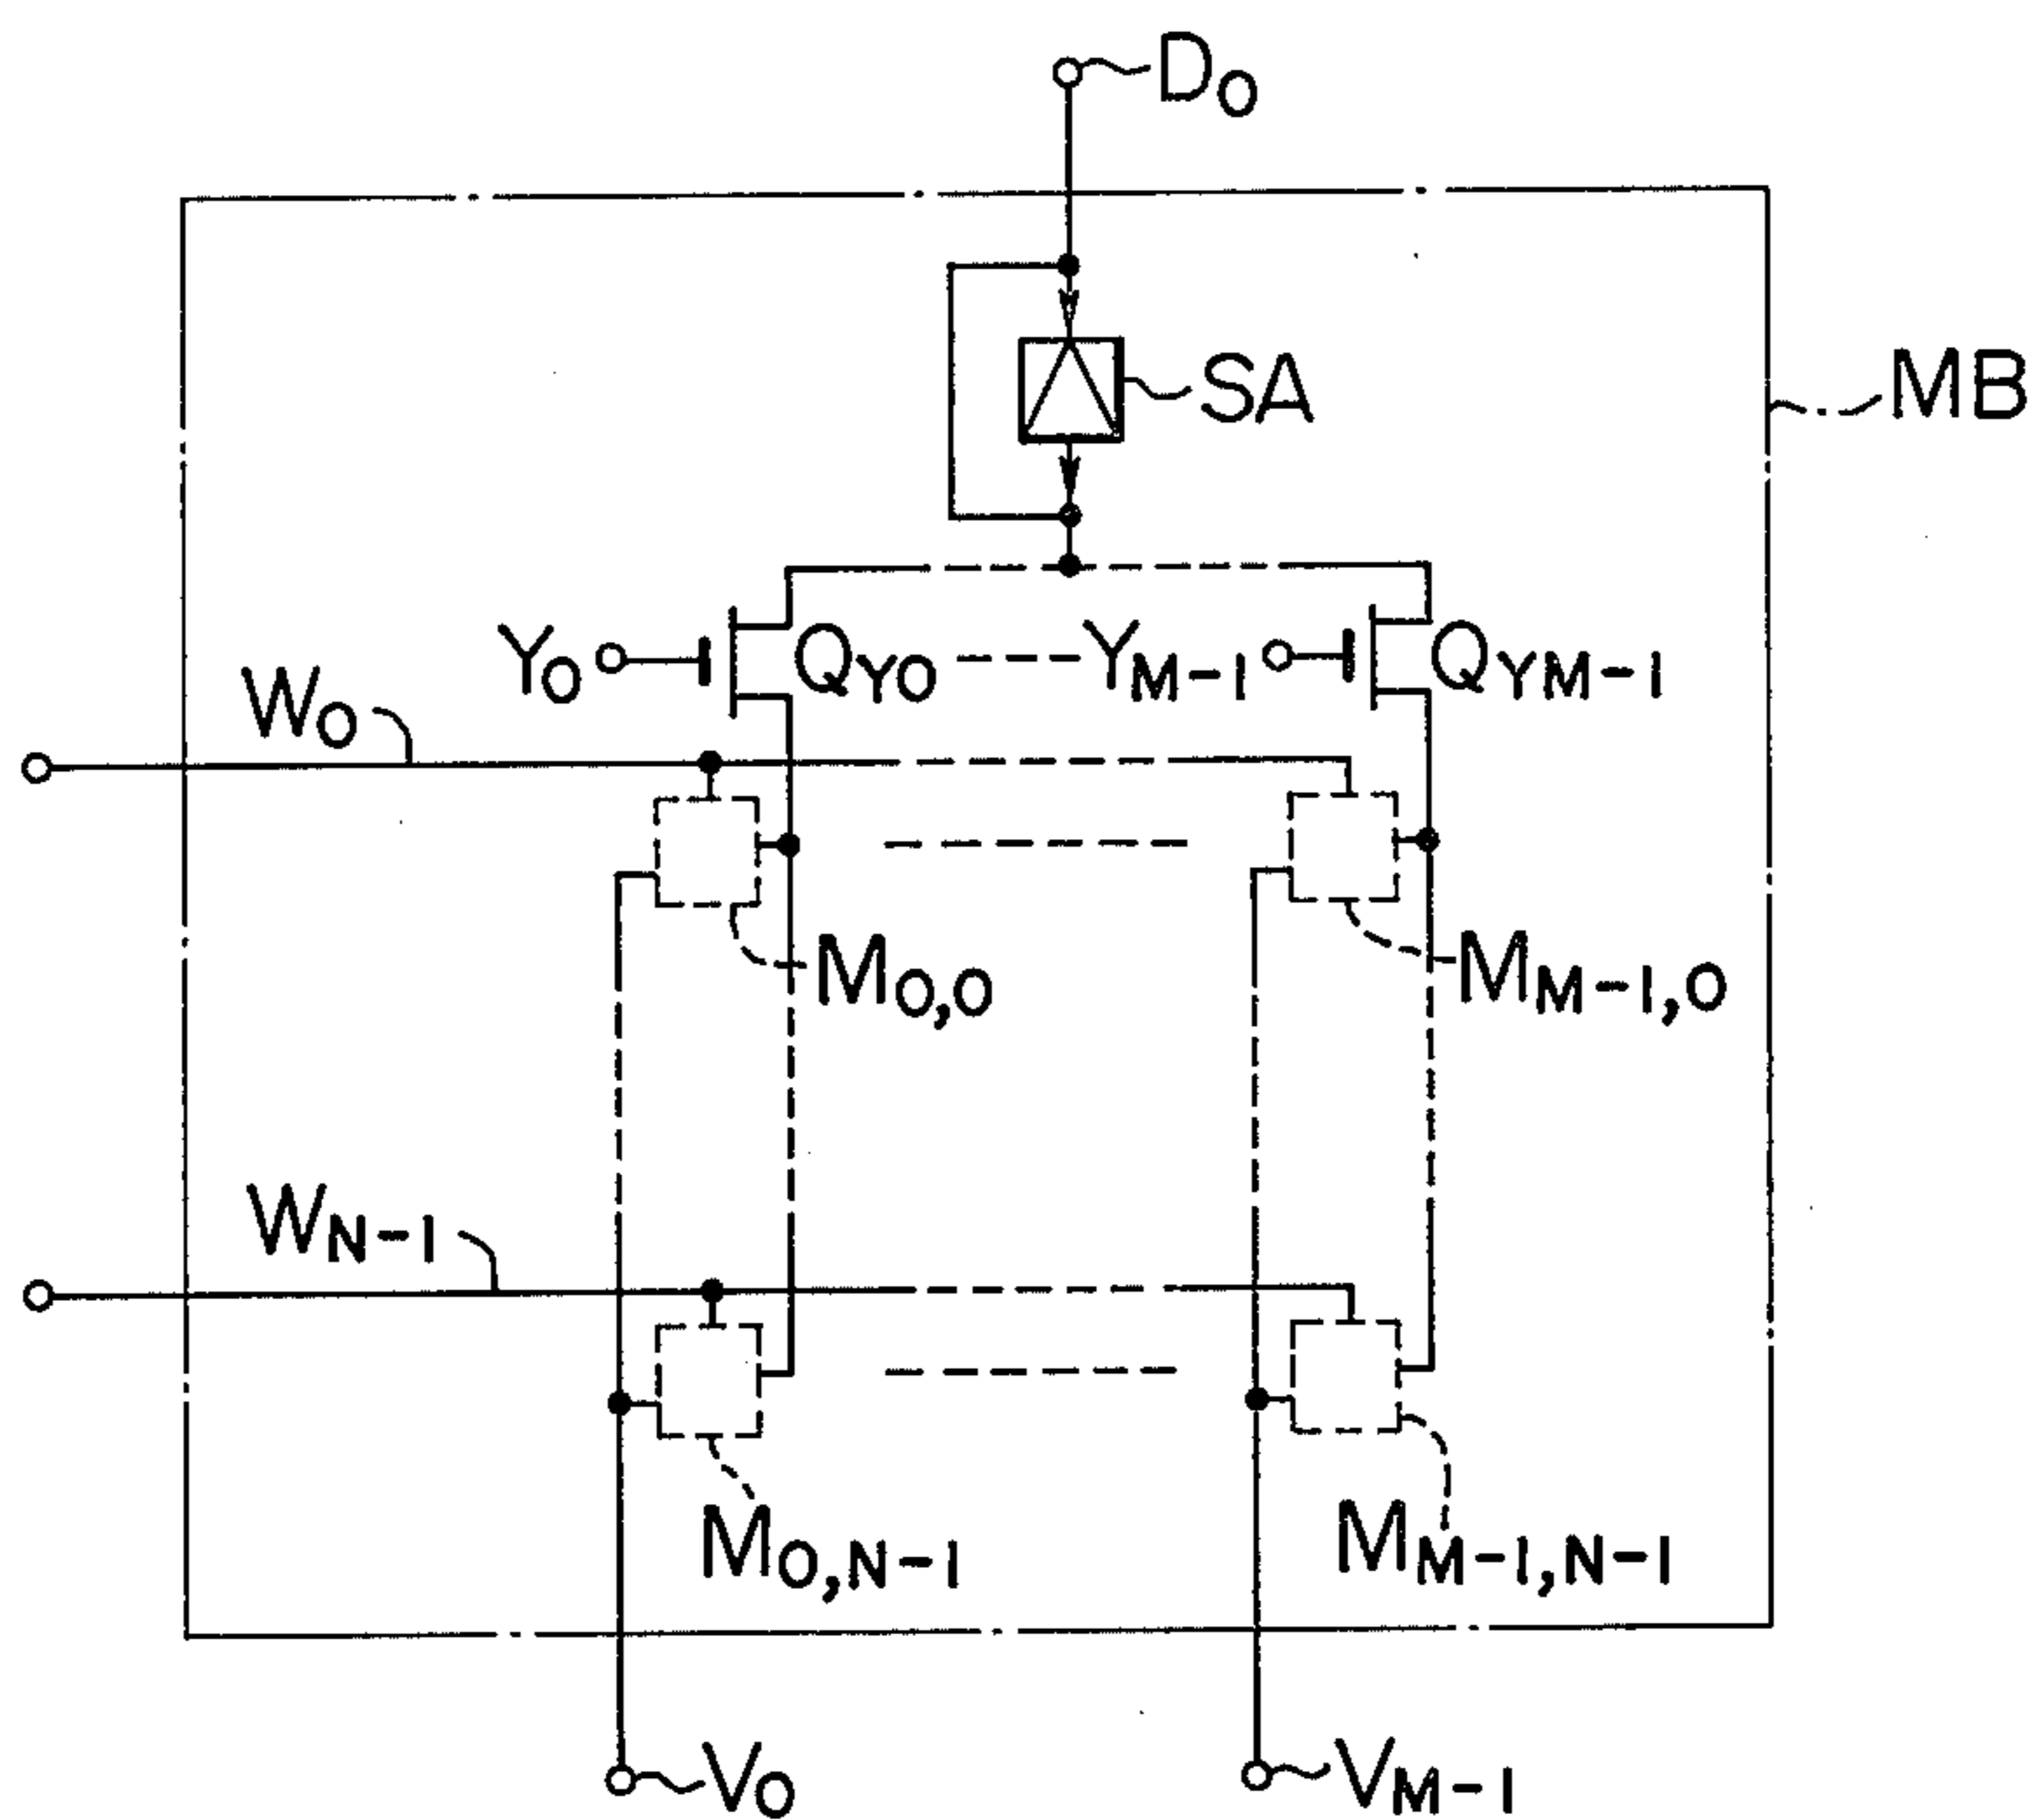 D0
SA
MB
Y0 QY0 YM-1 QYM-1
W0
M0,0 MM-1,0
WN-1
M0,N-1 MM-1,N-1
V0 VM-1